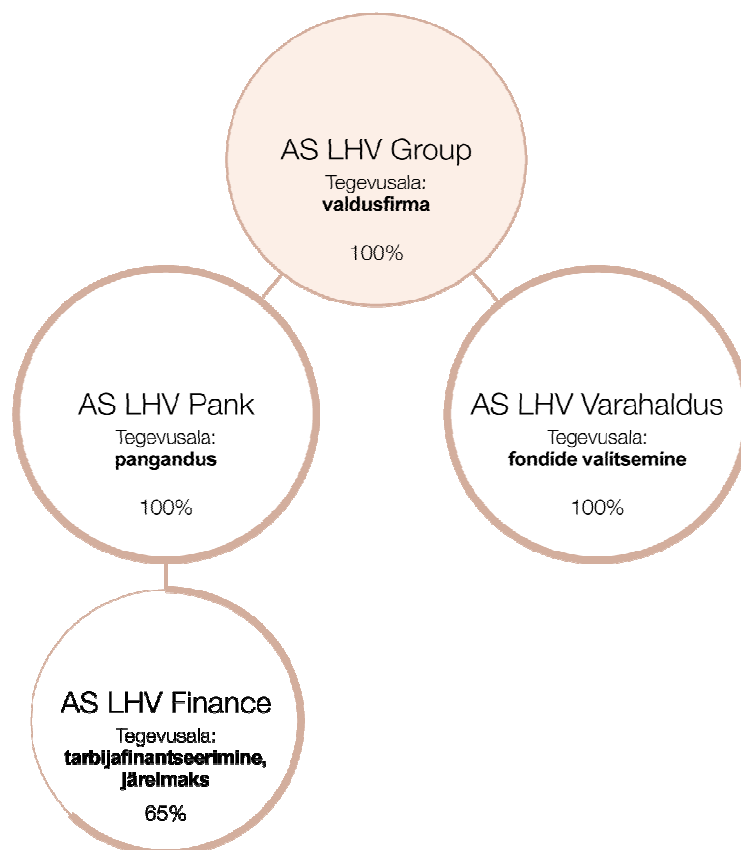 AS LHV Group
Tegevusala:
valdusfirma
100%
AS LHV Pank
Tegevusala:
pangandus
100%
AS LHV Varahaldus
Tegevusala:
fondide valitsemine
100%
AS LHV Finance
Tegevusala:
tarbijafinantseerimine,
järelmaks
65%